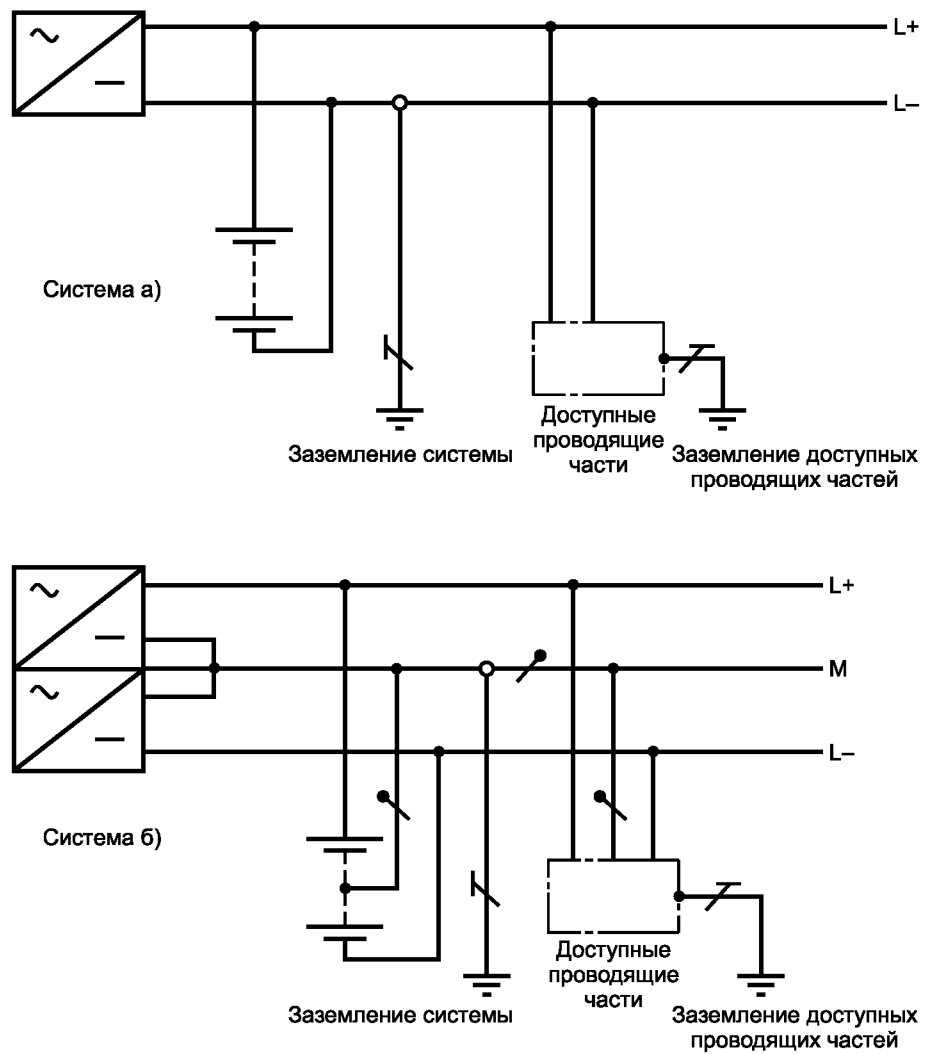 L+
L–
Система а)
Доступные
проводящие
части
Заземление системы
Заземление доступных
проводящих частей
L+
M
L–
Система б)
Доступные
проводящие
части
Заземление системы
Заземление доступных
проводящих частей